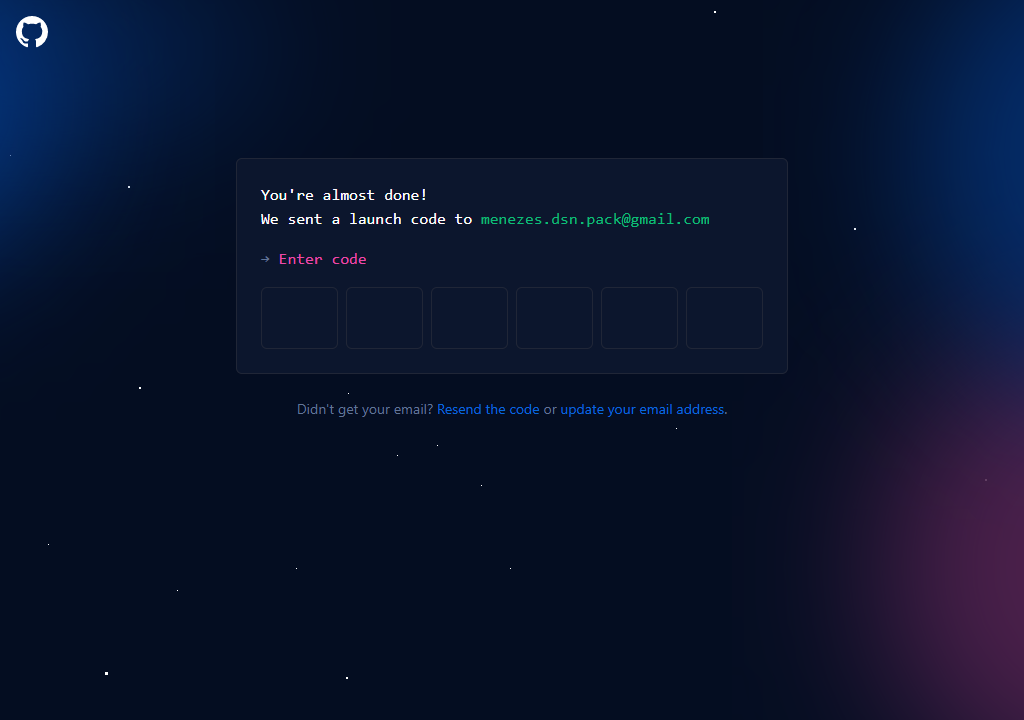 You're almost done!
We sent a launch code to menezes.dsn.pack@gmail.com
→ Enter code
Didn't get your email? Resend the code or update your email address.